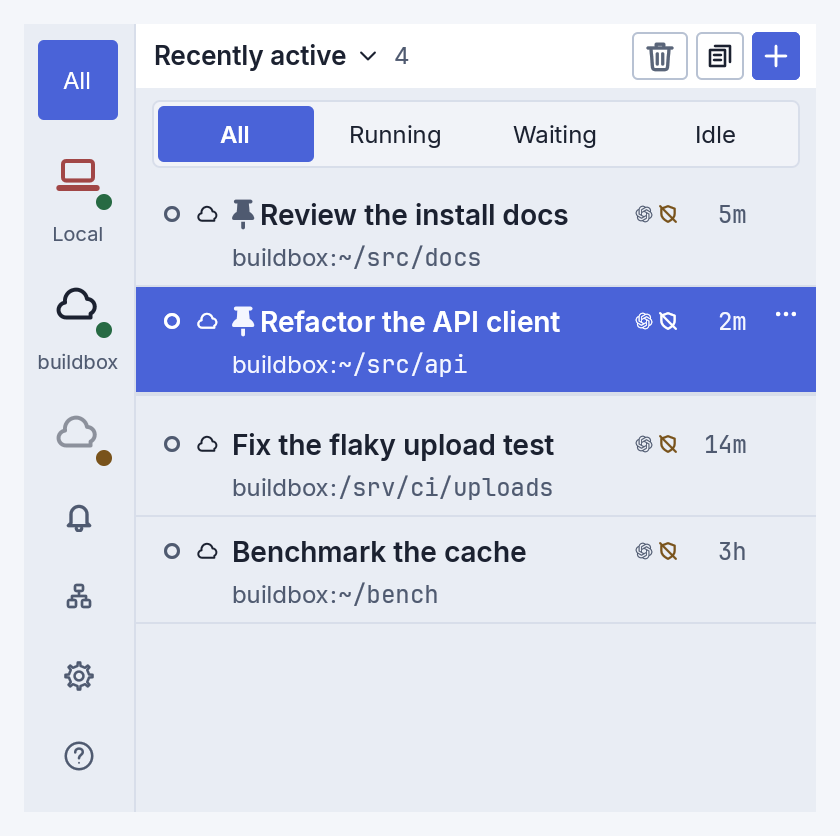 All
Recently active 4
All Running Waiting Idle
Local
buildbox
Review the install docs 5m
buildbox:~/src/docs
Refactor the API client 2m
buildbox:~/src/api
Fix the flaky upload test 14m
buildbox:/srv/ci/uploads
Benchmark the cache 3h
buildbox:~/bench